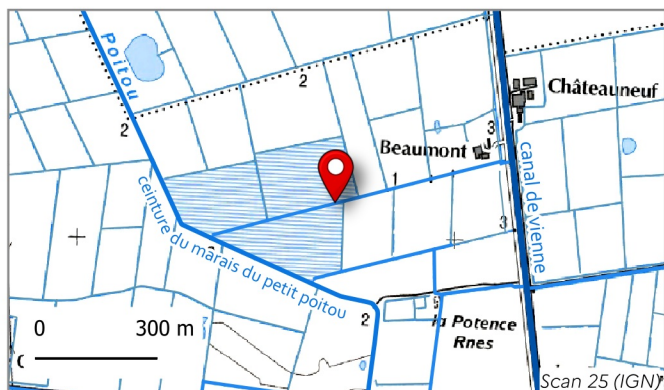 Poitou
2
2
Châteauneuf
3
Beaumont
ceinture du marais du petit poitou
1
canal de vienne
3
2
la Potence
Rnes
0 300 m
Scan 25 (IGN)